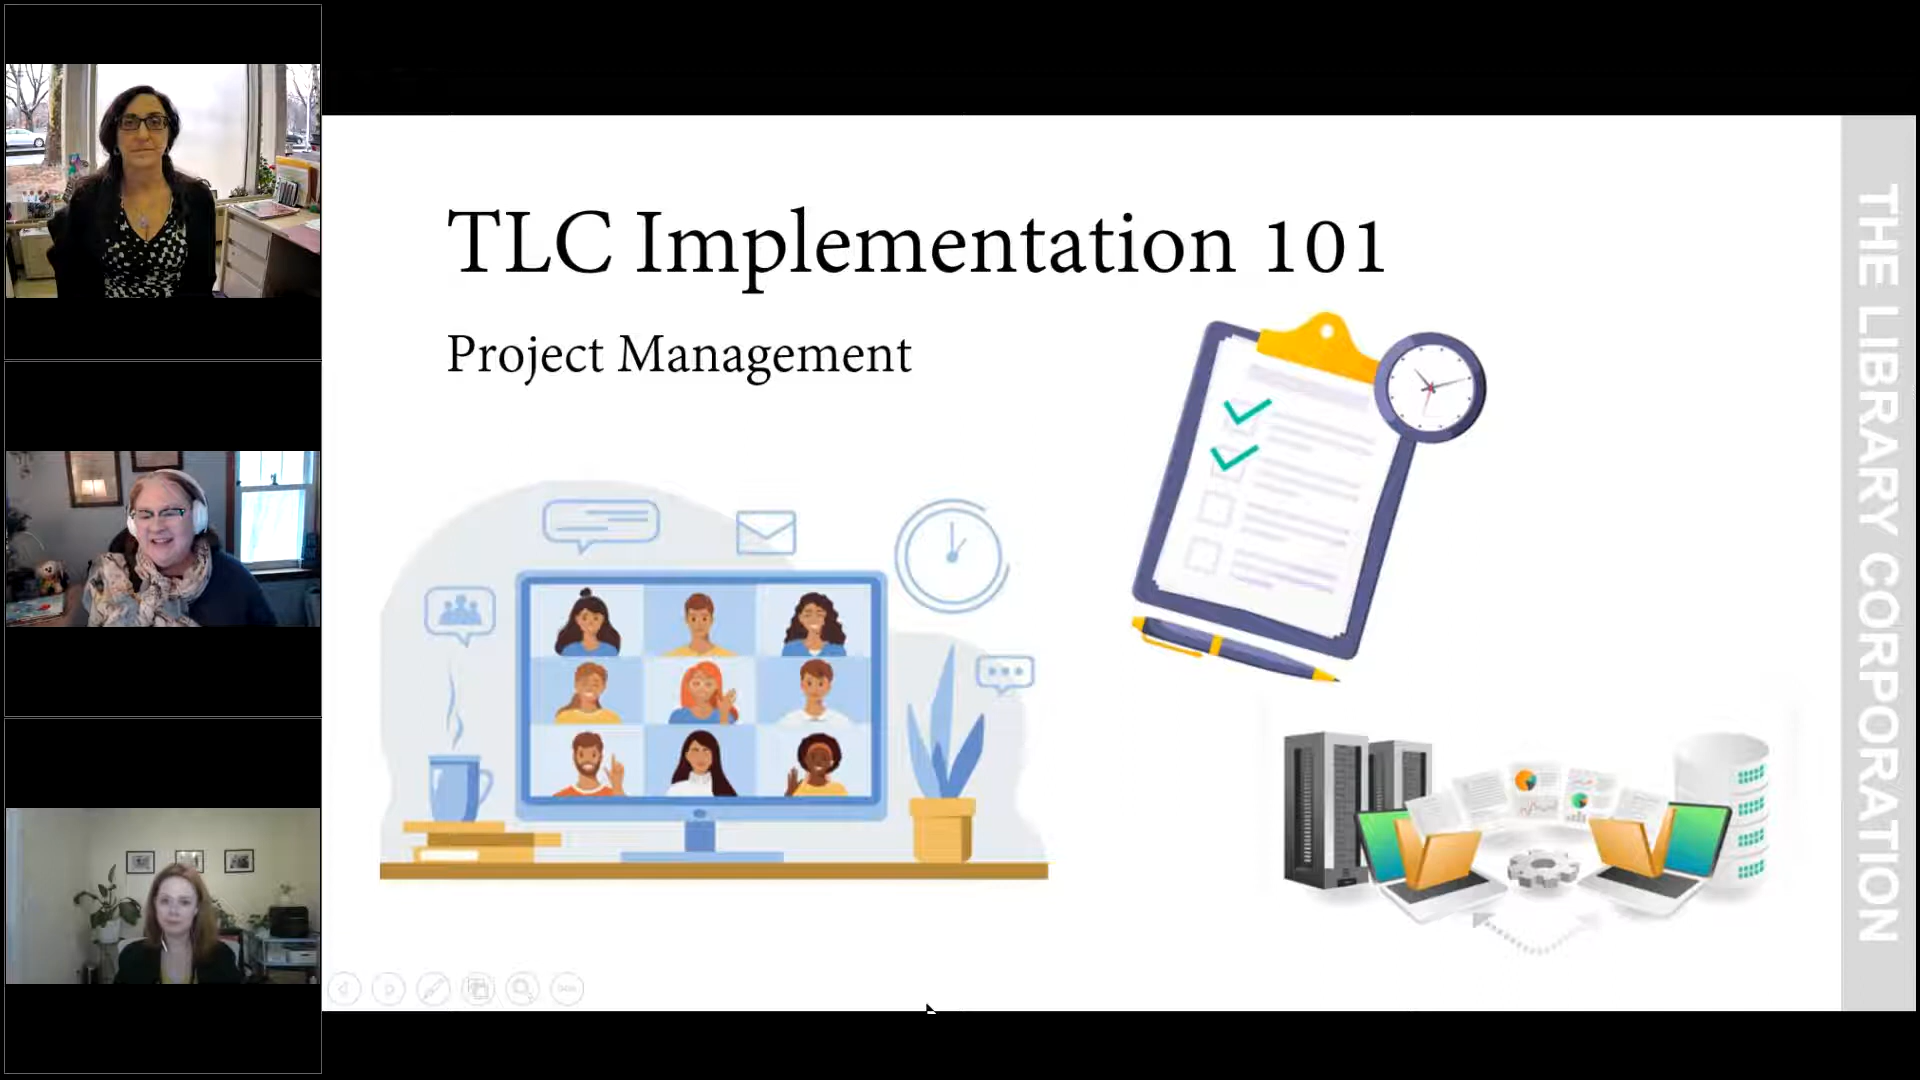 TLC Implementation 101
Project Management
THE LIBRARY CORPORATION